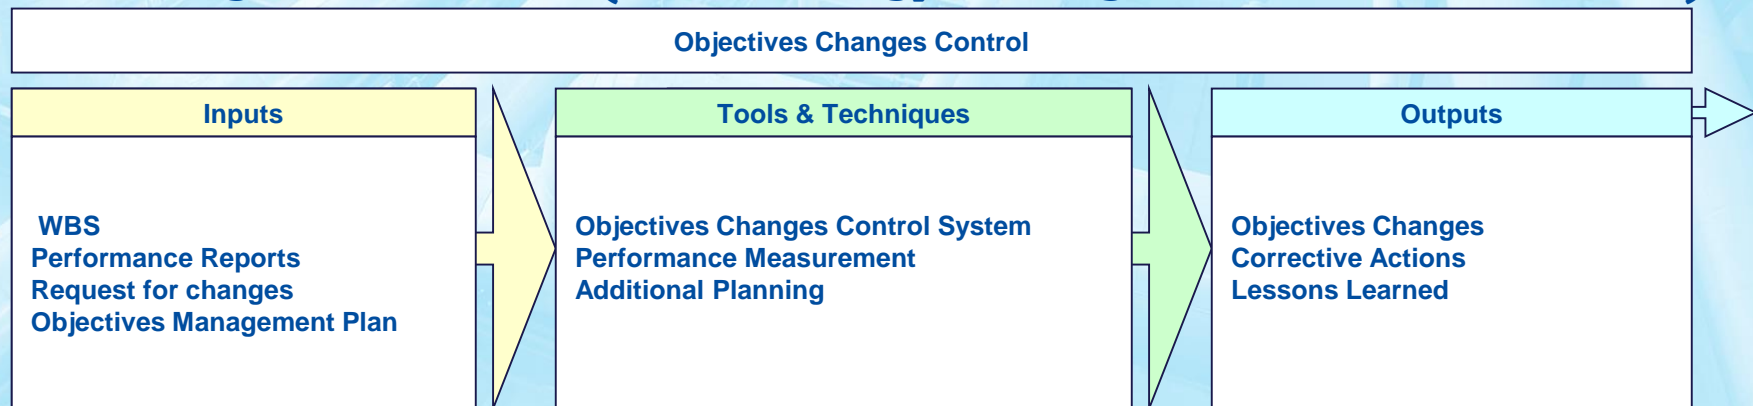 Objectives Changes Control
Inputs
Tools & Techniques
Outputs
WBS
Performance Reports
Request for changes
Objectives Management Plan
Objectives Changes Control System
Performance Measurement
Additional Planning
Objectives Changes
Corrective Actions
Lessons Learned